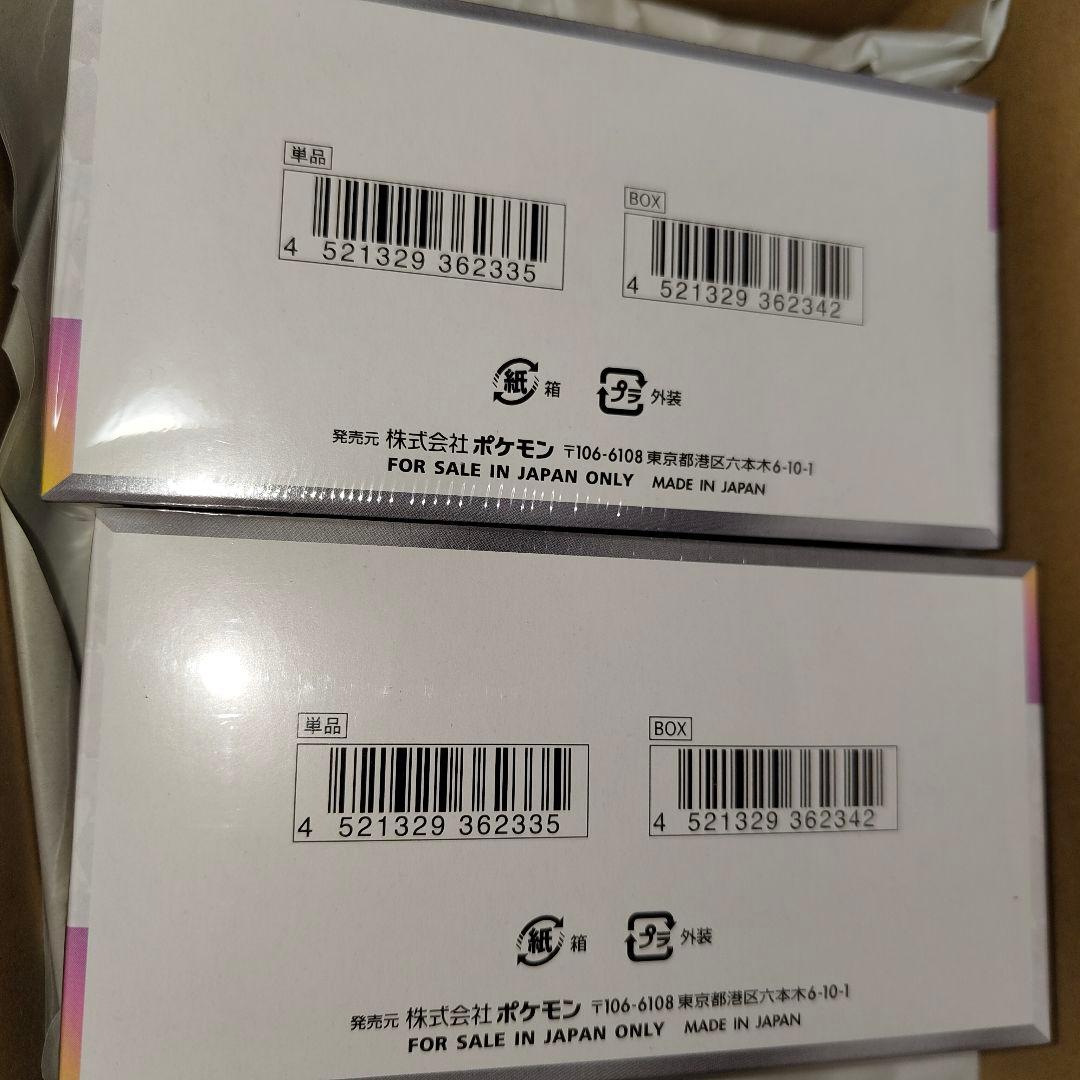 単品
BOX
4 521329 362335
4 521329 362342
紙 箱 プラ 外装
発売元 株式会社ポケモン 〒106-6108 東京都港区六本木6-10-1
FOR SALE IN JAPAN ONLY MADE IN JAPAN
単品
BOX
4 521329 362335
4 521329 362342
紙 箱 プラ 外装
発売元 株式会社ポケモン 〒106-6108 東京都港区六本木6-10-1
FOR SALE IN JAPAN ONLY MADE IN JAPAN